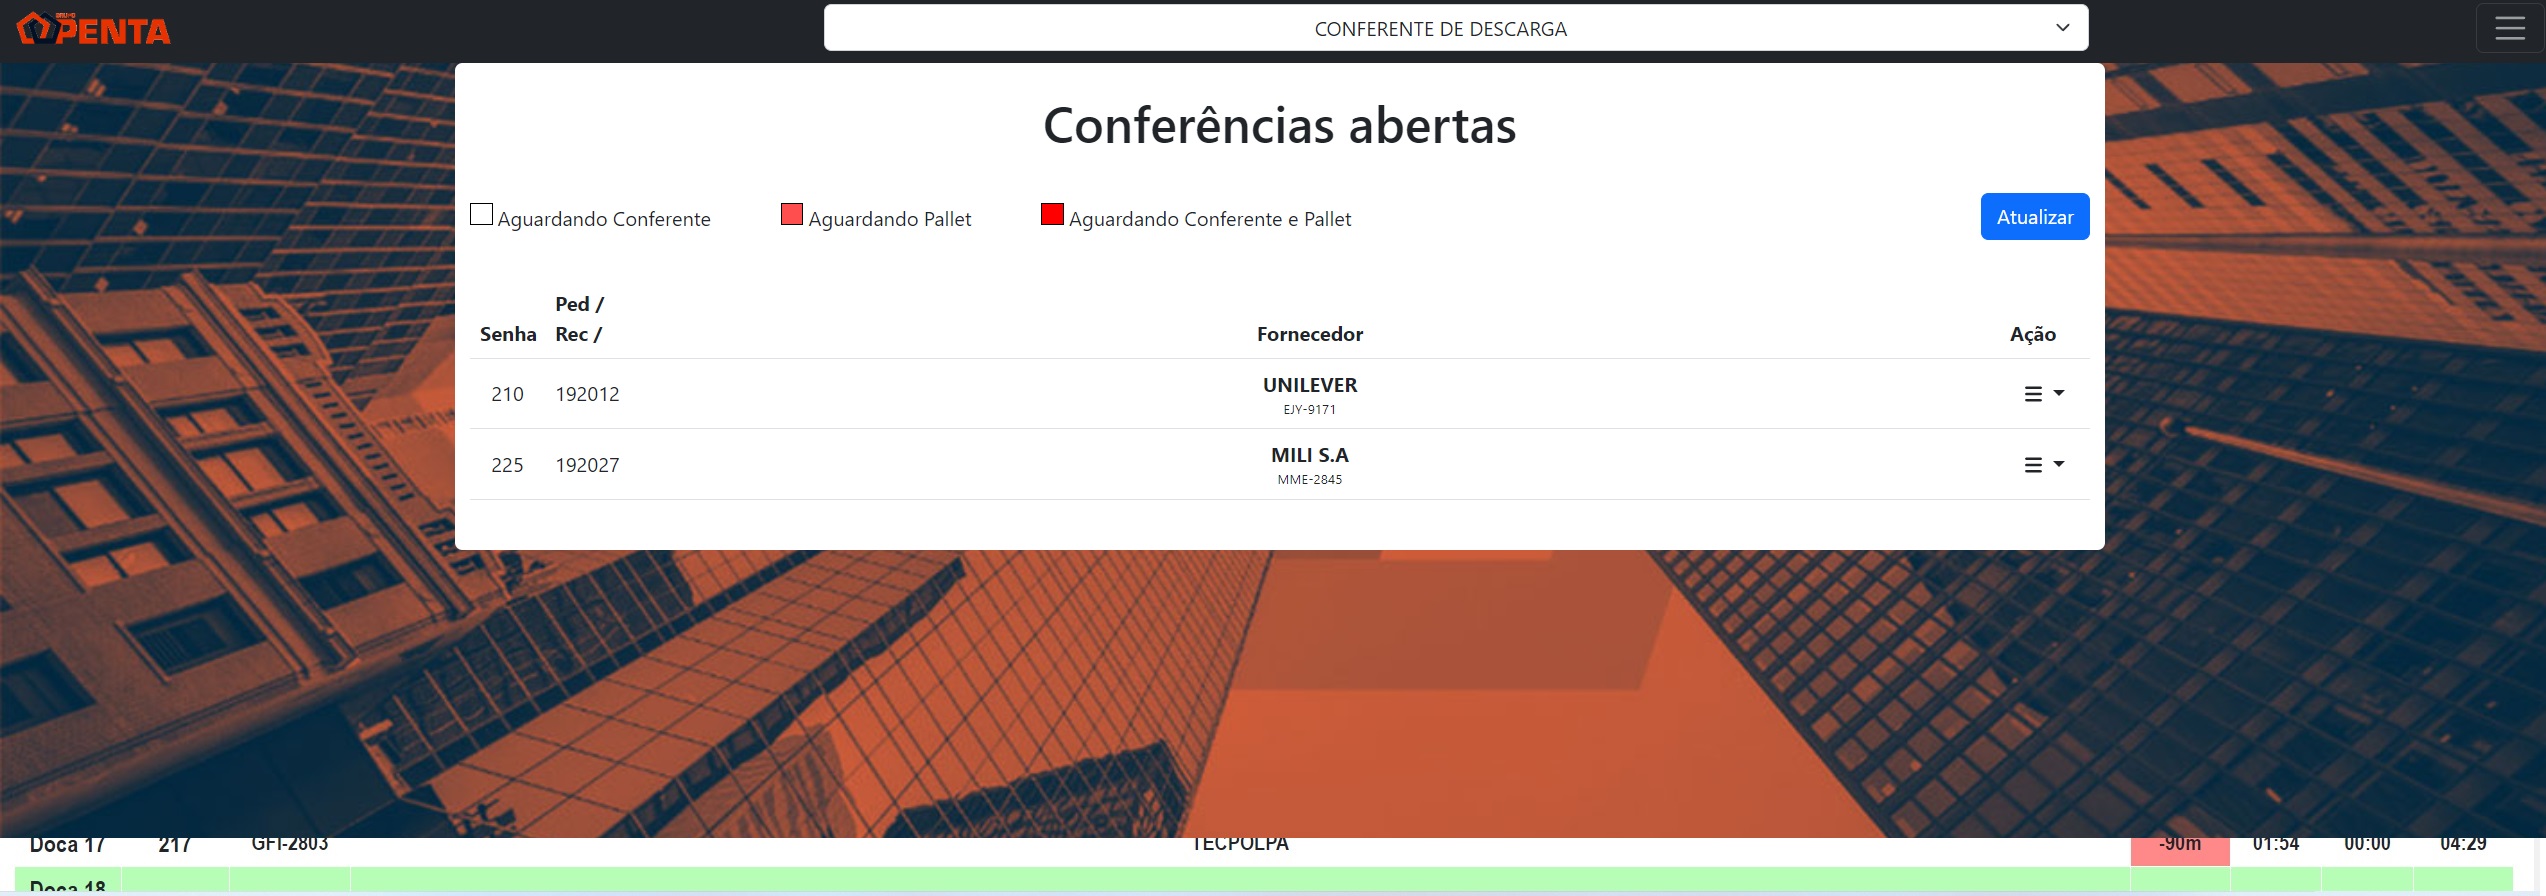 GRUPO
PENTA
CONFERENTE DE DESCARGA
Conferências abertas
Aguardando Conferente
Aguardando Pallet
Aguardando Conferente e Pallet
Atualizar
Senha Ped / Rec / Fornecedor Ação
210 192012 UNILEVER
EJY-9171
225 192027 MILI S.A
MME-2845
Doca 17 217 GFI-2803 TECPOLPA -90m 01:54 00:00 04:29
Doca 18